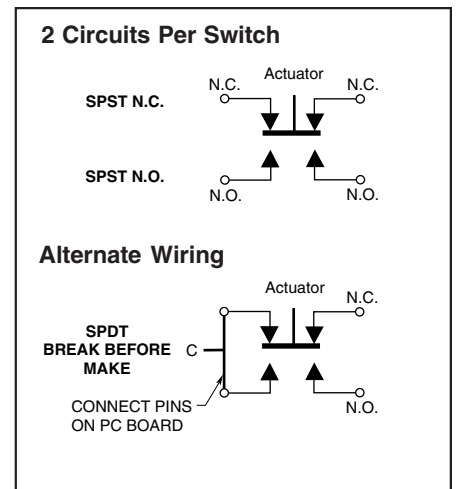 2 Circuits Per Switch
Actuator
N.C.
N.C.
SPST N.C.
SPST N.O.
N.O.
N.O.
Alternate Wiring
Actuator
N.C.
SPDT
BREAK BEFORE
MAKE
C
CONNECT PINS
ON PC BOARD
N.O.